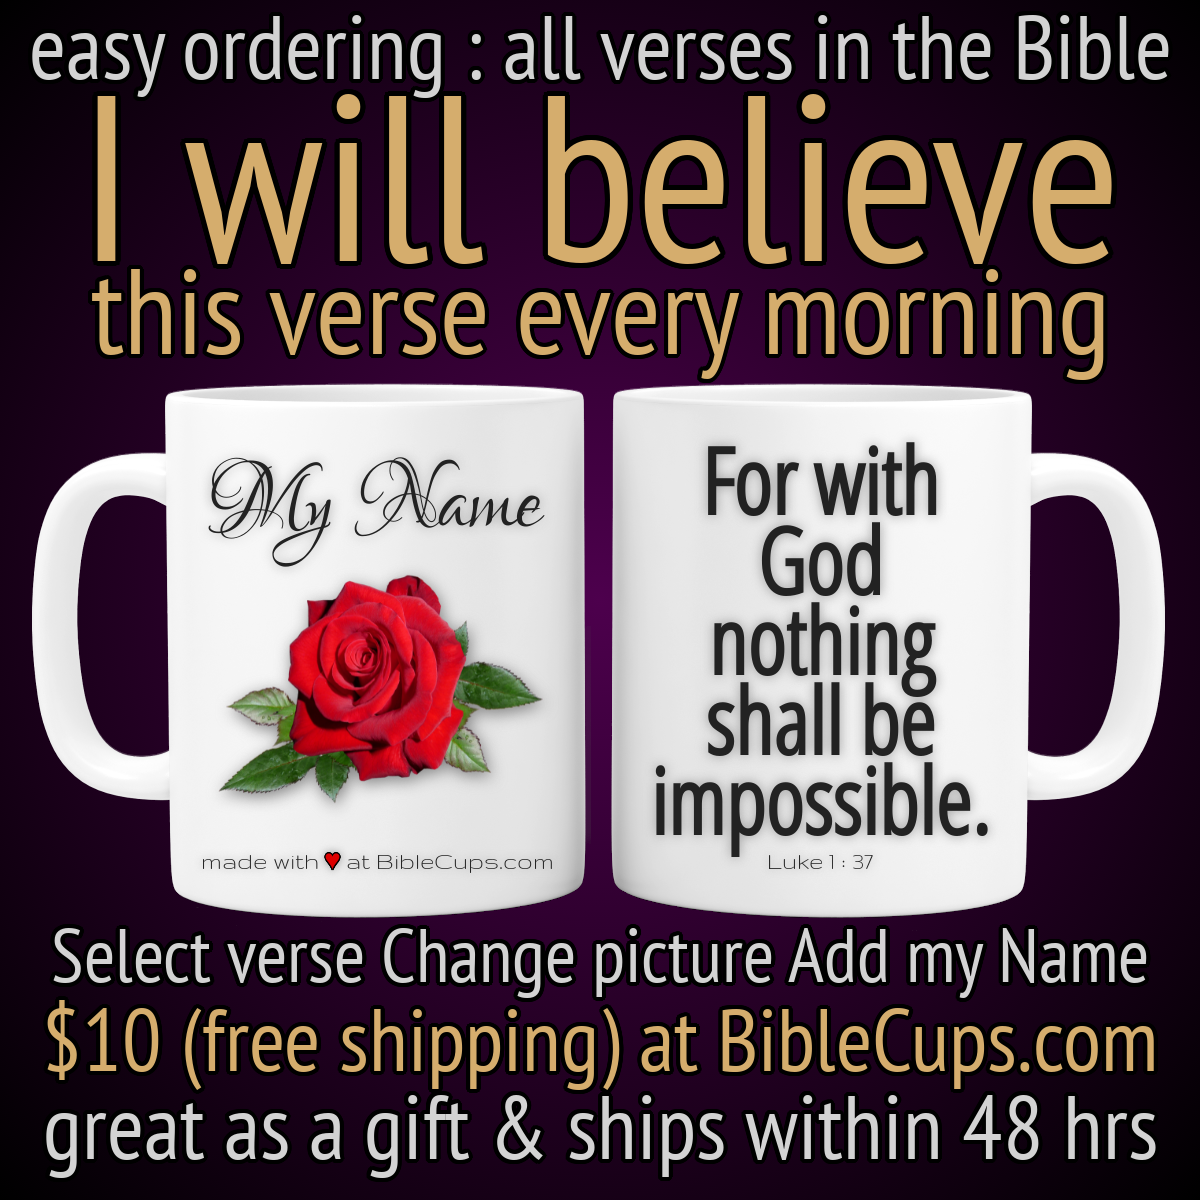 easy ordering : all verses in the Bible
I will believe
this verse every morning
My Name
made with ♥ at BibleCups.com
For with
God
nothing
shall be
impossible.
Luke 1 : 37
Select verse Change picture Add my Name
$10 (free shipping) at BibleCups.com
great as a gift & ships within 48 hrs